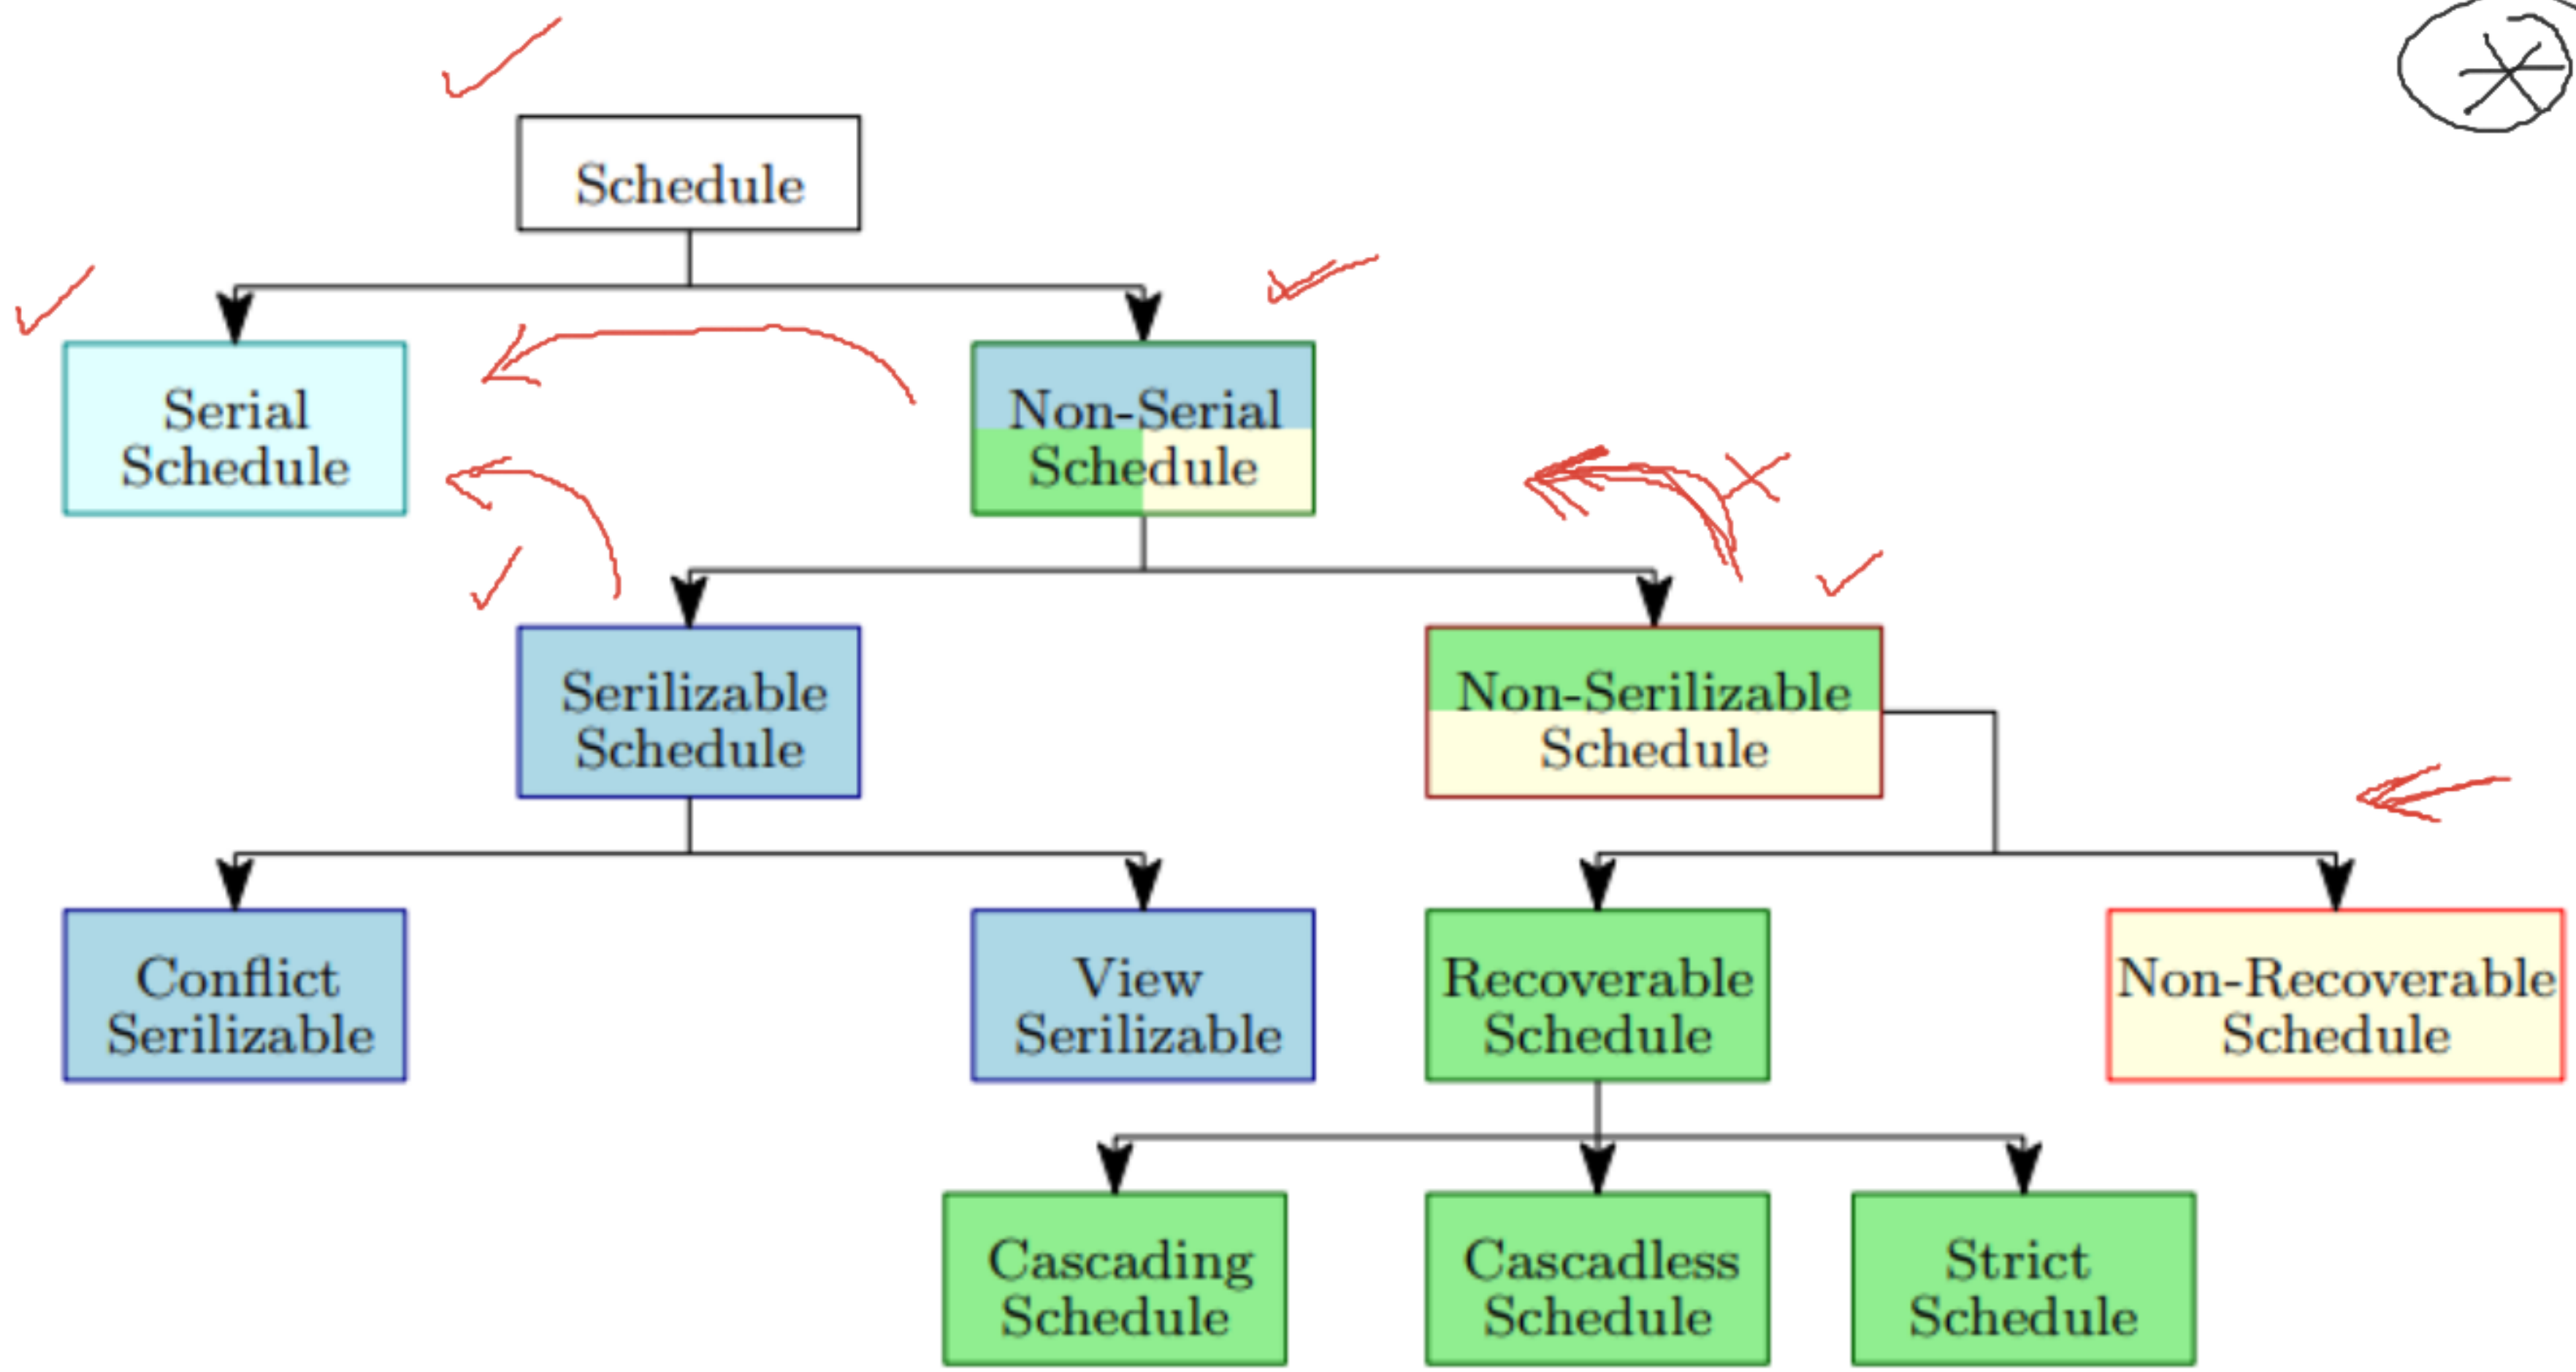 Schedule
Serial
Schedule
Non-Serial
Schedule
Serilizable
Schedule
Non-Serilizable
Schedule
Conflict
Serilizable
View
Serilizable
Recoverable
Schedule
Non-Recoverable
Schedule
Cascading
Schedule
Cascadless
Schedule
Strict
Schedule